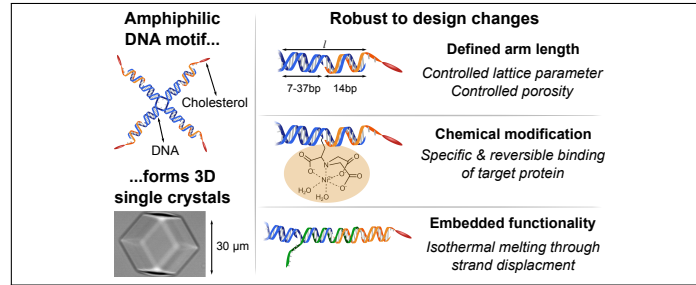 Amphiphilic
DNA motif...
Cholesterol
DNA
...forms 3D
single crystals
30 μm
Robust to design changes
l
7-37bp
14bp
Defined arm length
Controlled lattice parameter
Controlled porosity
O
O⁻
N
O
O⁻
O
O⁻
Ni²⁺
H₂O
H₂O
Chemical modification
Specific & reversible binding
of target protein
Embedded functionality
Isothermal melting through
strand displacment